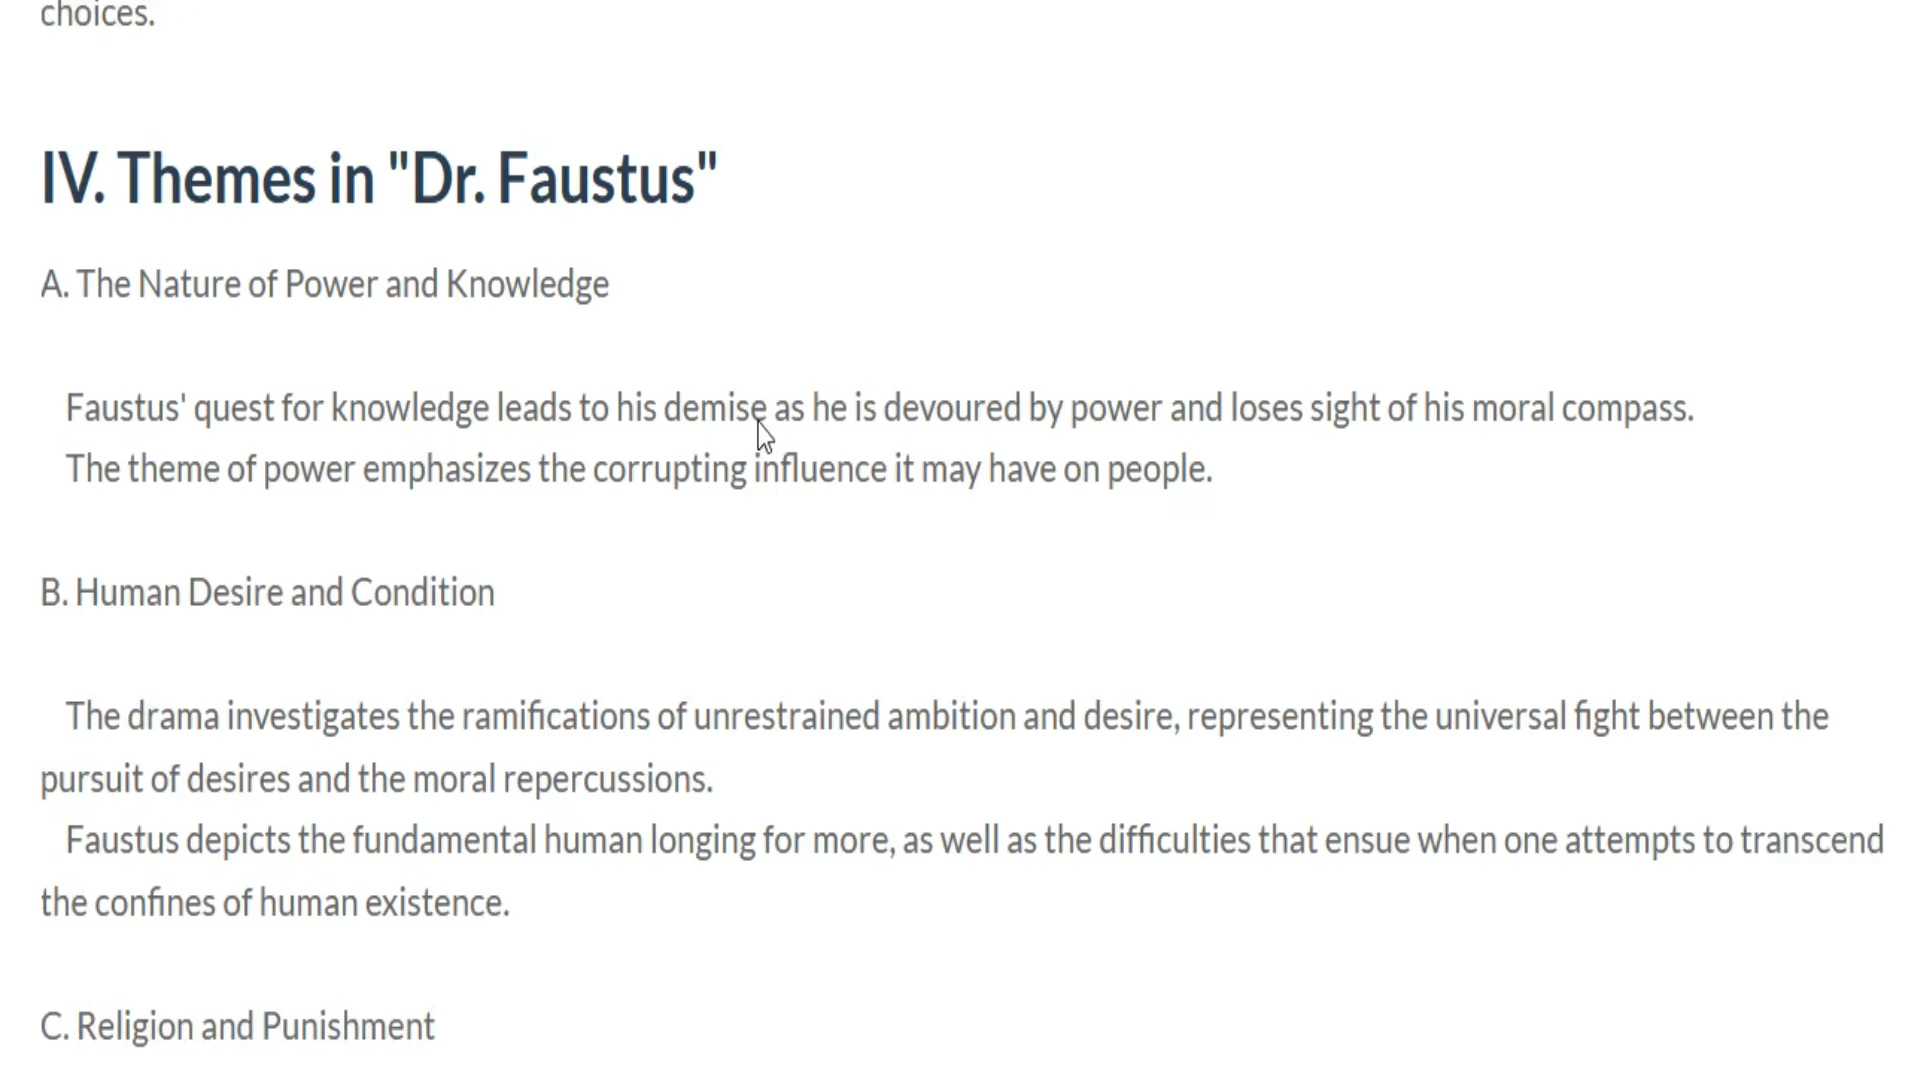 choices.
IV. Themes in "Dr. Faustus"
A. The Nature of Power and Knowledge
Faustus' quest for knowledge leads to his demise as he is devoured by power and loses sight of his moral compass.
The theme of power emphasizes the corrupting influence it may have on people.
B. Human Desire and Condition
The drama investigates the ramifications of unrestrained ambition and desire, representing the universal fight between the
pursuit of desires and the moral repercussions.
Faustus depicts the fundamental human longing for more, as well as the difficulties that ensue when one attempts to transcend
the confines of human existence.
C. Religion and Punishment